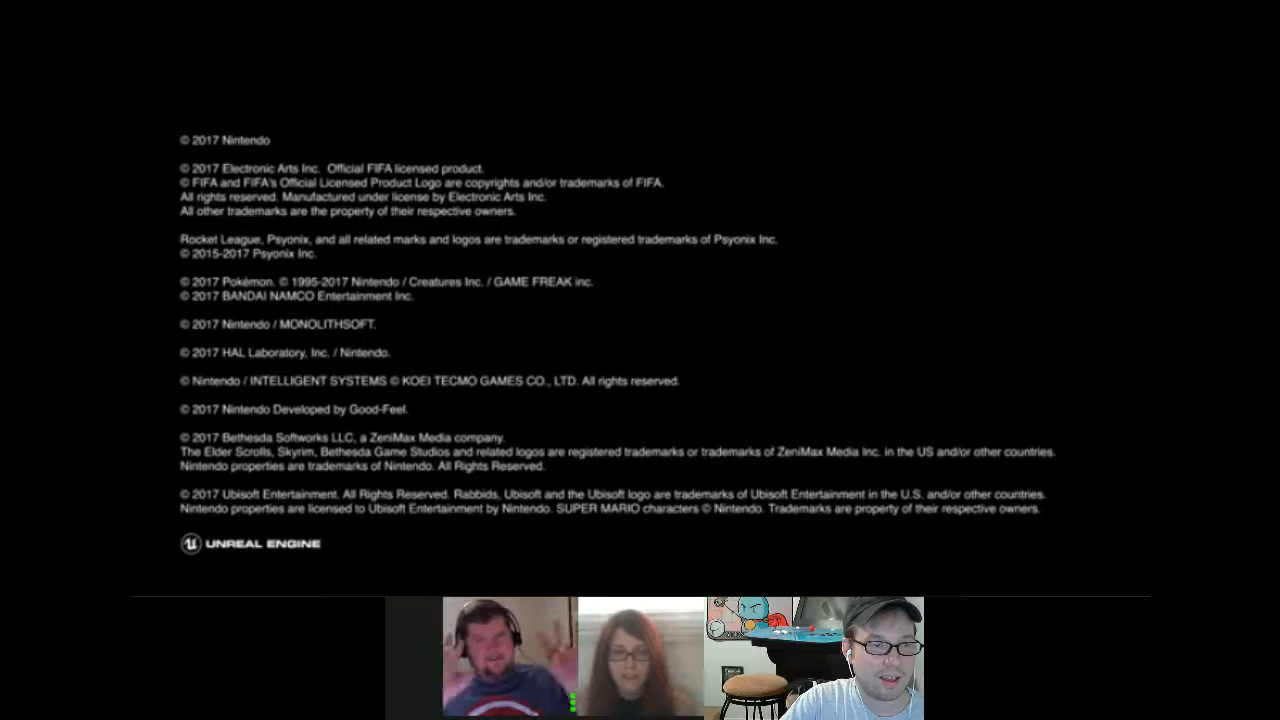 © 2017 Nintendo
© 2017 Electronic Arts Inc. Official FIFA licensed product.
© FIFA and FIFA's Official Licensed Product Logo are copyrights and/or trademarks of FIFA.
All rights reserved. Manufactured under license by Electronic Arts Inc.
All other trademarks are the property of their respective owners.
Rocket League, Psyonix, and all related marks and logos are trademarks or registered trademarks of Psyonix Inc.
© 2015-2017 Psyonix Inc.
© 2017 Pokémon. © 1995-2017 Nintendo / Creatures Inc. / GAME FREAK inc.
© 2017 BANDAI NAMCO Entertainment Inc.
© 2017 Nintendo / MONOLITHSOFT.
© 2017 HAL Laboratory, Inc. / Nintendo.
© Nintendo / INTELLIGENT SYSTEMS © KOEI TECMO GAMES CO., LTD. All rights reserved.
© 2017 Nintendo Developed by Good-Feel.
© 2017 Bethesda Softworks LLC, a ZeniMax Media company.
The Elder Scrolls, Skyrim, Bethesda Game Studios and related logos are registered trademarks or trademarks of ZeniMax Media Inc. in the US and/or other countries.
Nintendo properties are trademarks of Nintendo. All Rights Reserved.
© 2017 Ubisoft Entertainment. All Rights Reserved. Rabbids, Ubisoft and the Ubisoft logo are trademarks of Ubisoft Entertainment in the U.S. and/or other countries.
Nintendo properties are licensed to Ubisoft Entertainment by Nintendo. SUPER MARIO characters © Nintendo. Trademarks are property of their respective owners.
UNREAL ENGINE